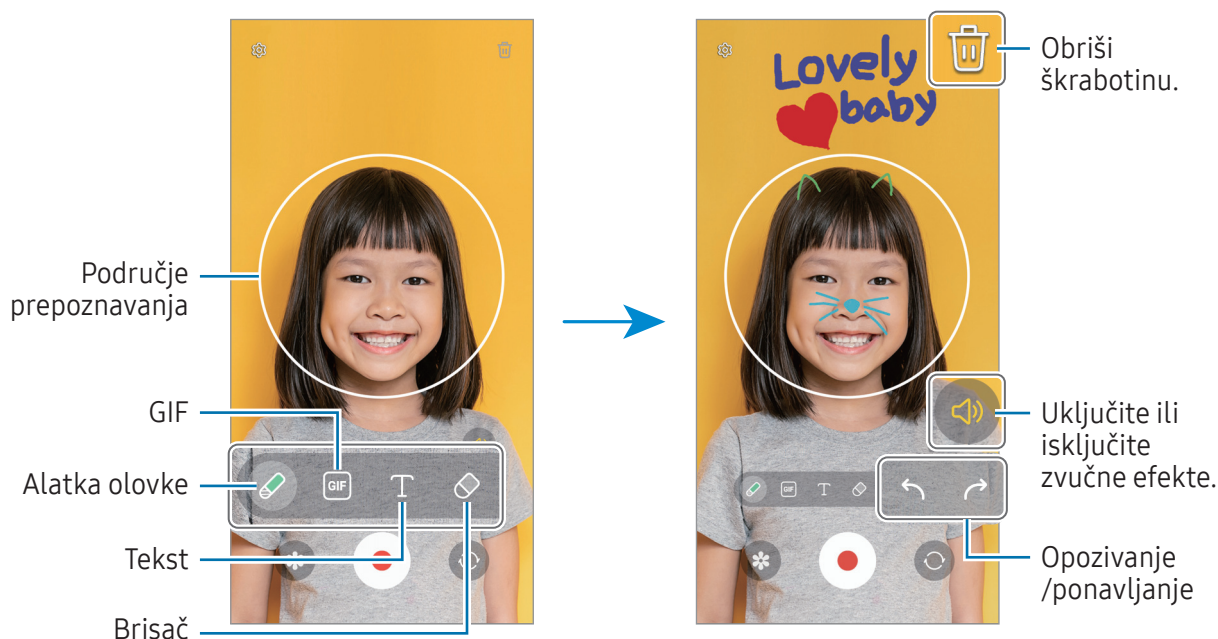 Područje
prepoznavanja
GIF
Alatka olovke
Tekst
Brisač
GIF
T
Lovely
baby
GIF
T
Obriši
škrabotinu.
Uključite ili
isključite
zvučne efekte.
Opozivanje
/ponavljanje